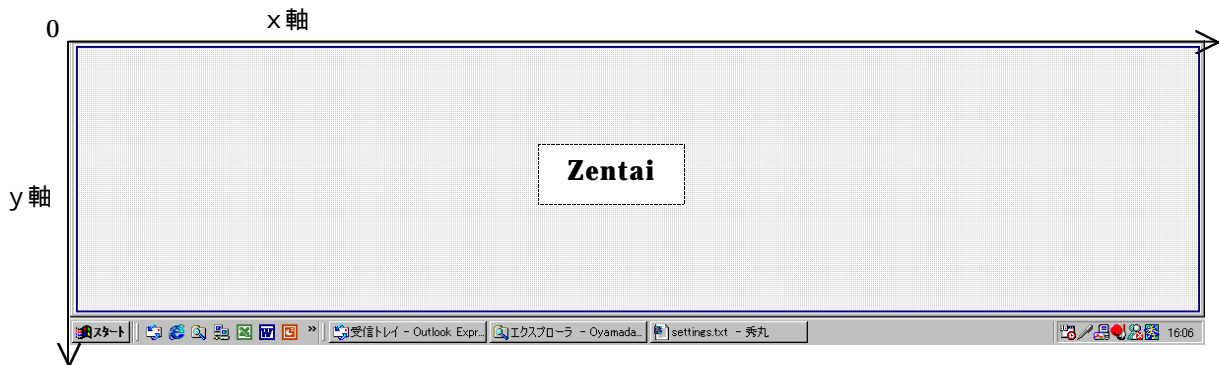 x軸
0
Zentai
y軸
スタート » 受信トレイ - Outlook Expr... エクスプローラ - Oyamada... settings.txt - 秀丸 16:06